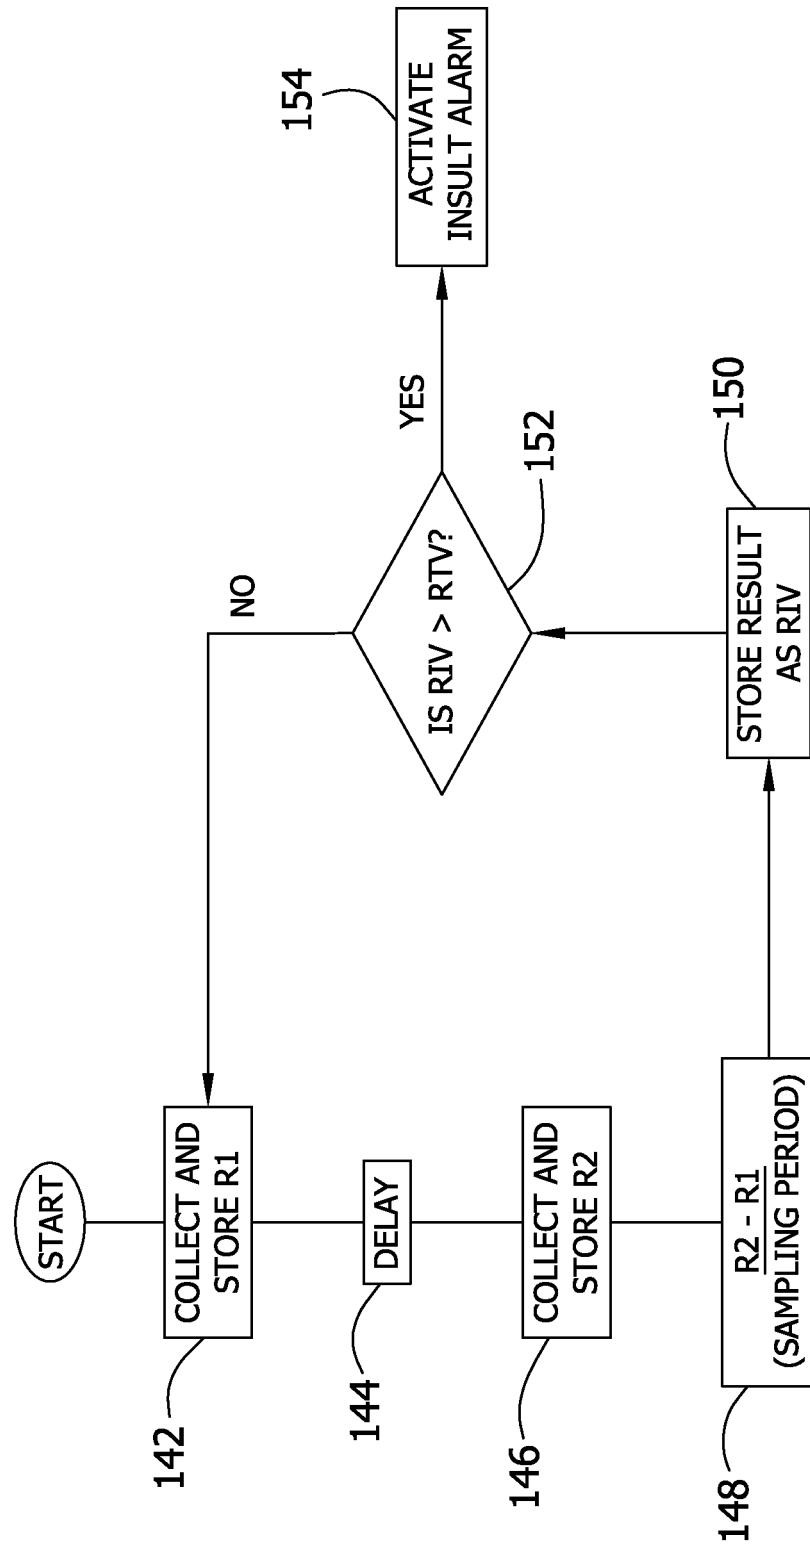 START
COLLECT AND
STORE R1
142
DELAY
144
COLLECT AND
STORE R2
146
R2 - R1
(SAMPLING PERIOD)
148
STORE RESULT
AS RIV
150
IS RIV > RTV?
152
NO
YES
ACTIVATE
INSULT ALARM
154